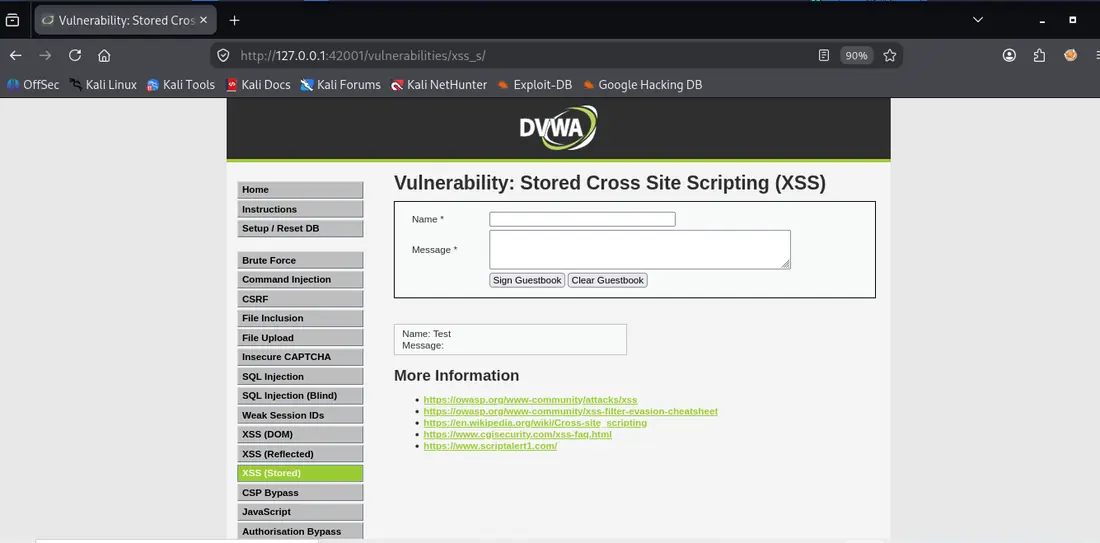 Vulnerability: Stored Cros
http://127.0.0.1:42001/vulnerabilities/xss_s/
90%
OffSec Kali Linux Kali Tools Kali Docs Kali Forums Kali NetHunter Exploit-DB Google Hacking DB
DVWA
Home
Instructions
Setup / Reset DB
Brute Force
Command Injection
CSRF
File Inclusion
File Upload
Insecure CAPTCHA
SQL Injection
SQL Injection (Blind)
Weak Session IDs
XSS (DOM)
XSS (Reflected)
XSS (Stored)
CSP Bypass
JavaScript
Authorisation Bypass
Vulnerability: Stored Cross Site Scripting (XSS)
Name *
Message *
Sign Guestbook Clear Guestbook
Name: Test
Message:
More Information
https://owasp.org/www-community/attacks/xss
https://owasp.org/www-community/xss-filter-evasion-cheatsheet
https://en.wikipedia.org/wiki/Cross-site_scripting
https://www.cgisecurity.com/xss-faq.html
https://www.scriptalert1.com/